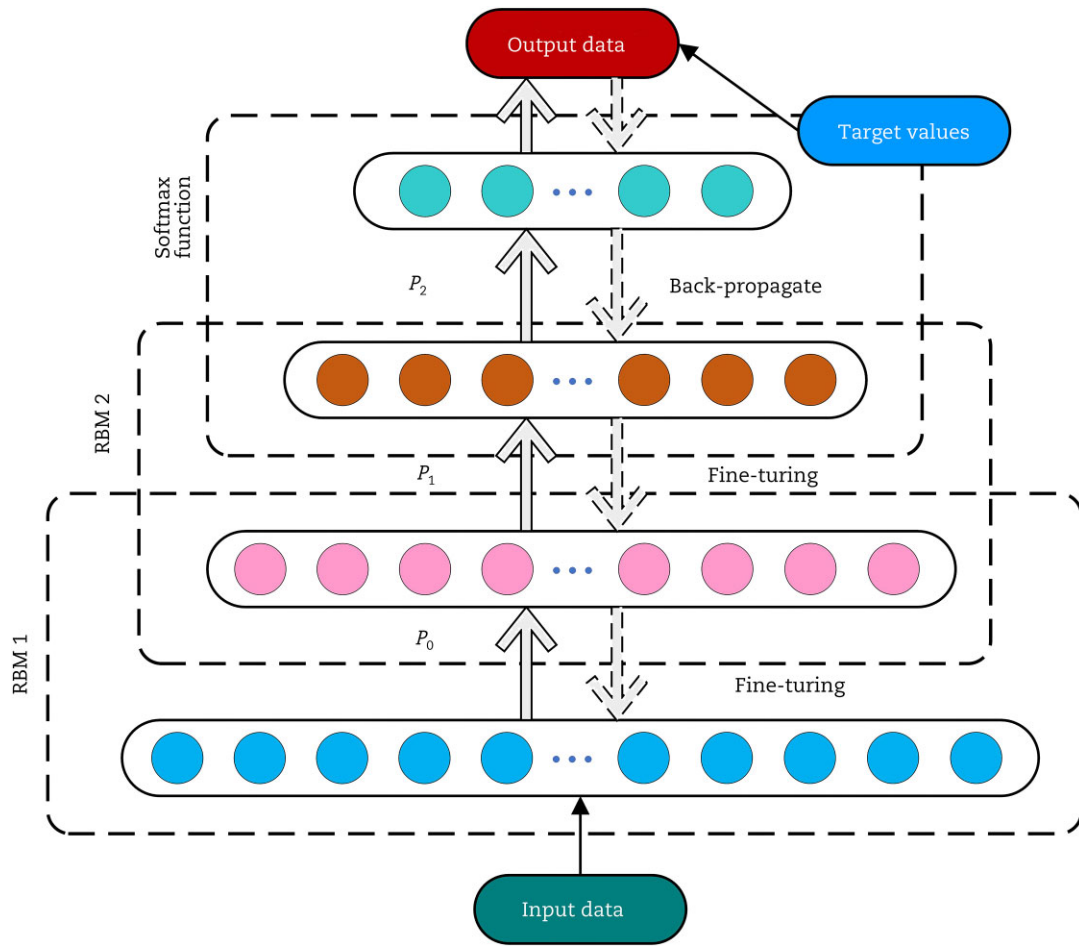 Output data
Target values
Softmax
function
P2
Back-propagate
RBM 2
P1
Fine-turing
RBM 1
P0
Fine-turing
Input data